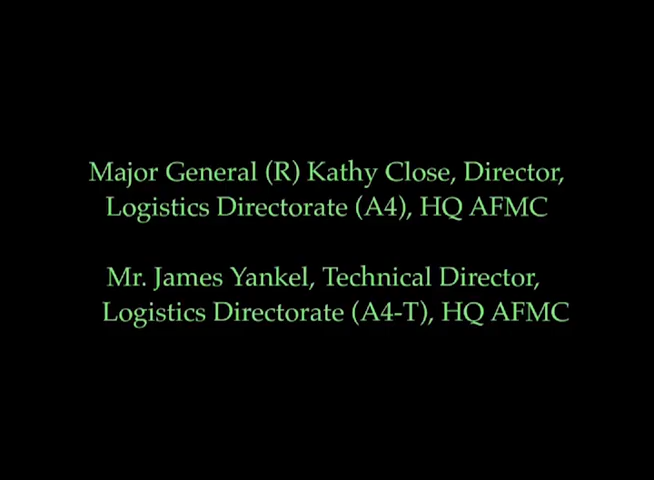 Major General (R) Kathy Close, Director,
Logistics Directorate (A4), HQ AFMC
Mr. James Yankel, Technical Director,
Logistics Directorate (A4-T), HQ AFMC